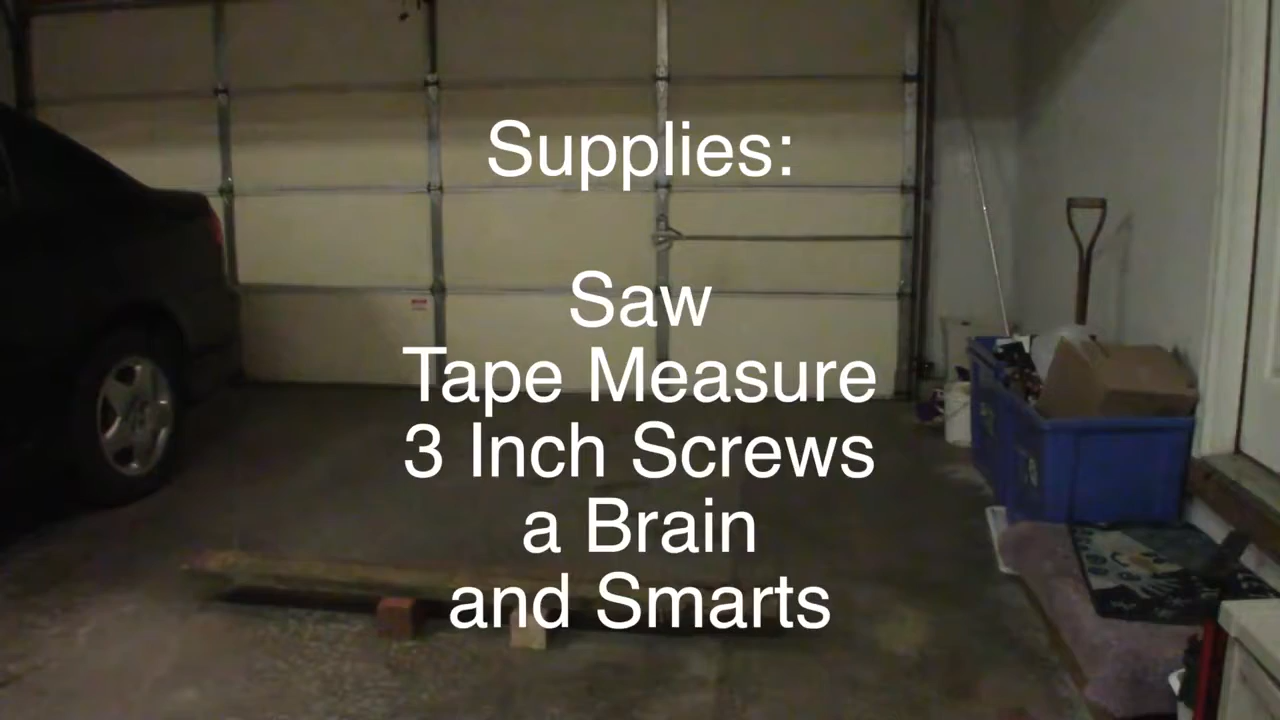 Supplies:
Saw
Tape Measure
3 Inch Screws
a Brain
and Smarts